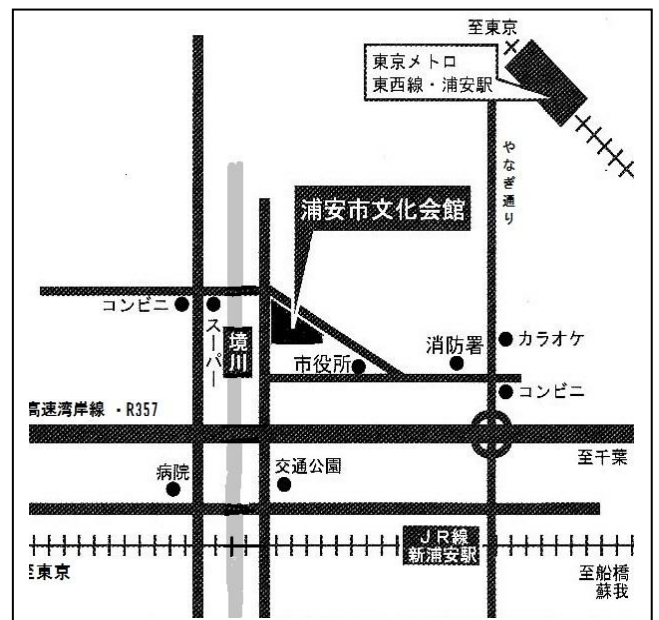 至東京
東京メトロ
東西線・浦安駅
やなぎ通り
浦安市文化会館
コンビニ
スーパー
境川
市役所
消防署
カラオケ
コンビニ
高速湾岸線・R357
至千葉
病院
交通公園
JR線
新浦安駅
至東京
至船橋
蘇我